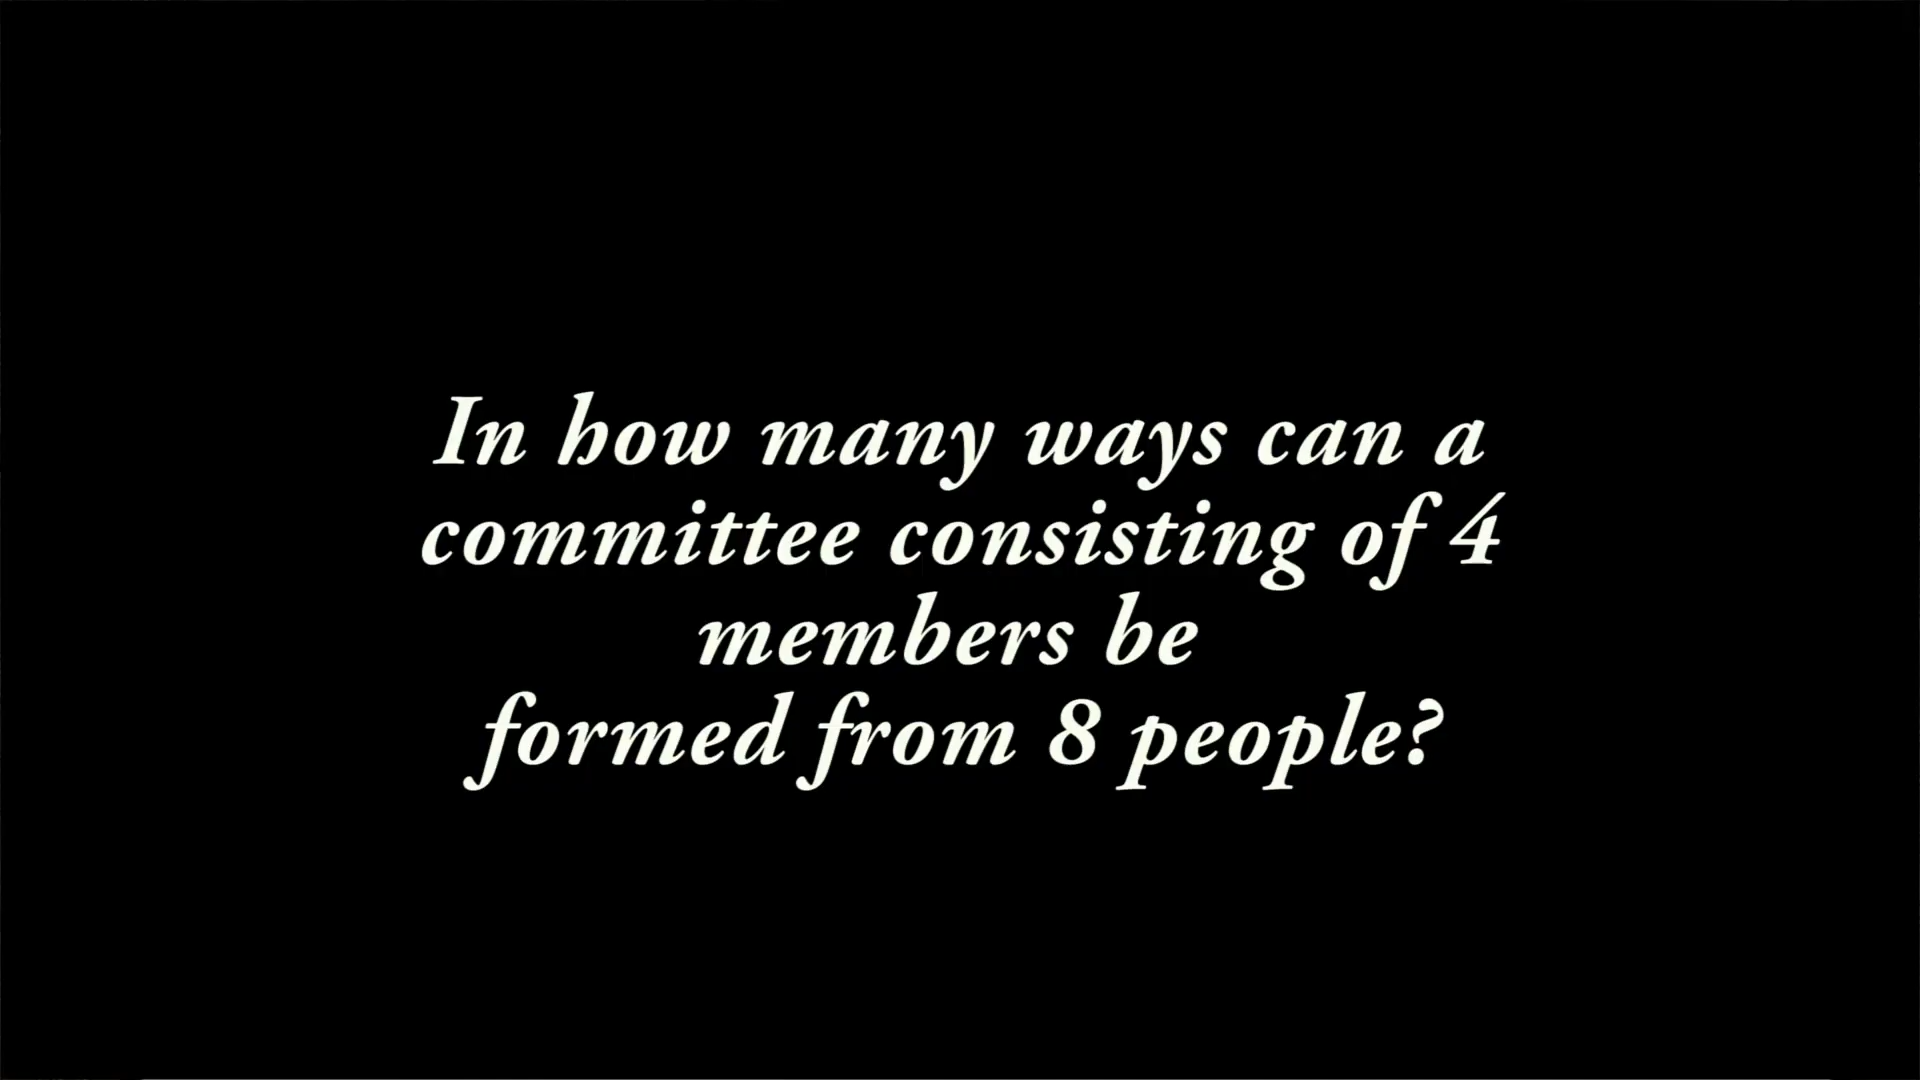 In how many ways can a
committee consisting of 4
members be
formed from 8 people?